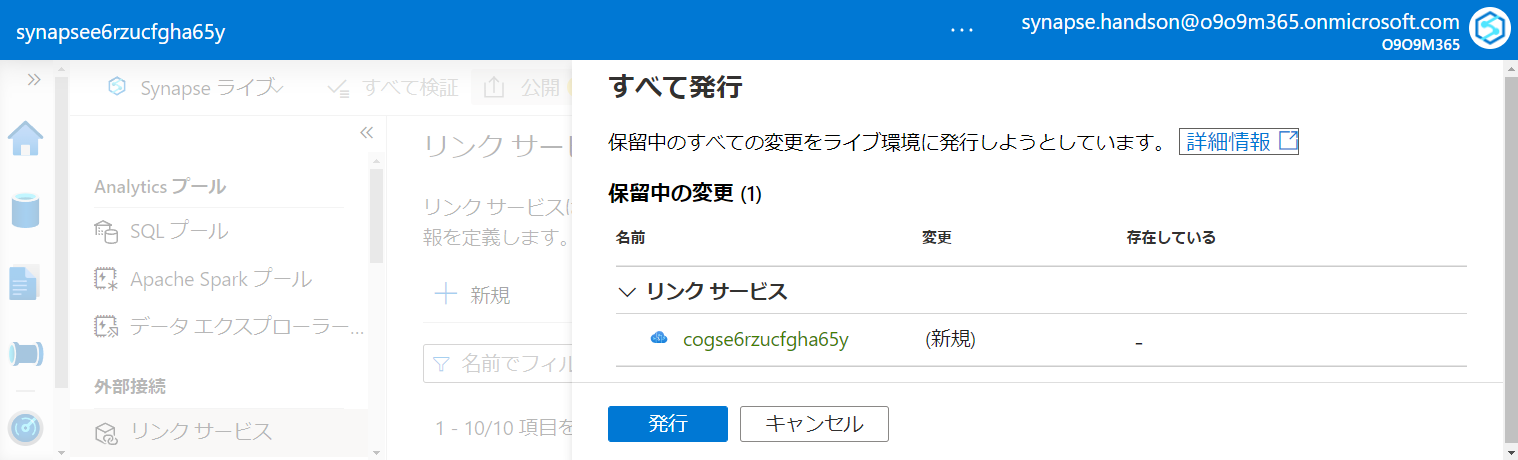 synapsee6rzucfgha65y
...
synapse.handson@o9o9m365.onmicrosoft.com
O9O9M365
Synapse ライブ
すべて検証
公開
Analytics プール
SQL プール
Apache Spark プール
データ エクスプローラー...
外部接続
リンク サービス
リンク サー
リンク サービスに
報を定義します。
新規
名前でフィル
1 - 10/10 項目を
すべて発行
保留中のすべての変更をライブ環境に発行しようとしています。 詳細情報
保留中の変更 (1)
名前 変更 存在している
リンク サービス
cogse6rzucfgha65y (新規) -
発行 キャンセル